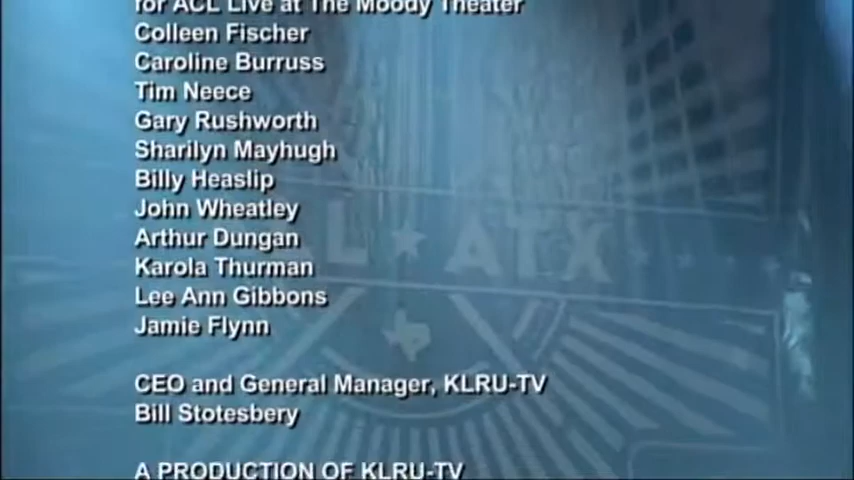 for ACL Live at The Moody Theater
Colleen Fischer
Caroline Burruss
Tim Neece
Gary Rushworth
Sharilyn Mayhugh
Billy Heaslip
John Wheatley
Arthur Dungan
Karola Thurman
Lee Ann Gibbons
Jamie Flynn
CEO and General Manager, KLRU-TV
Bill Stotesbery
A PRODUCTION OF KLRU-TV
ATX